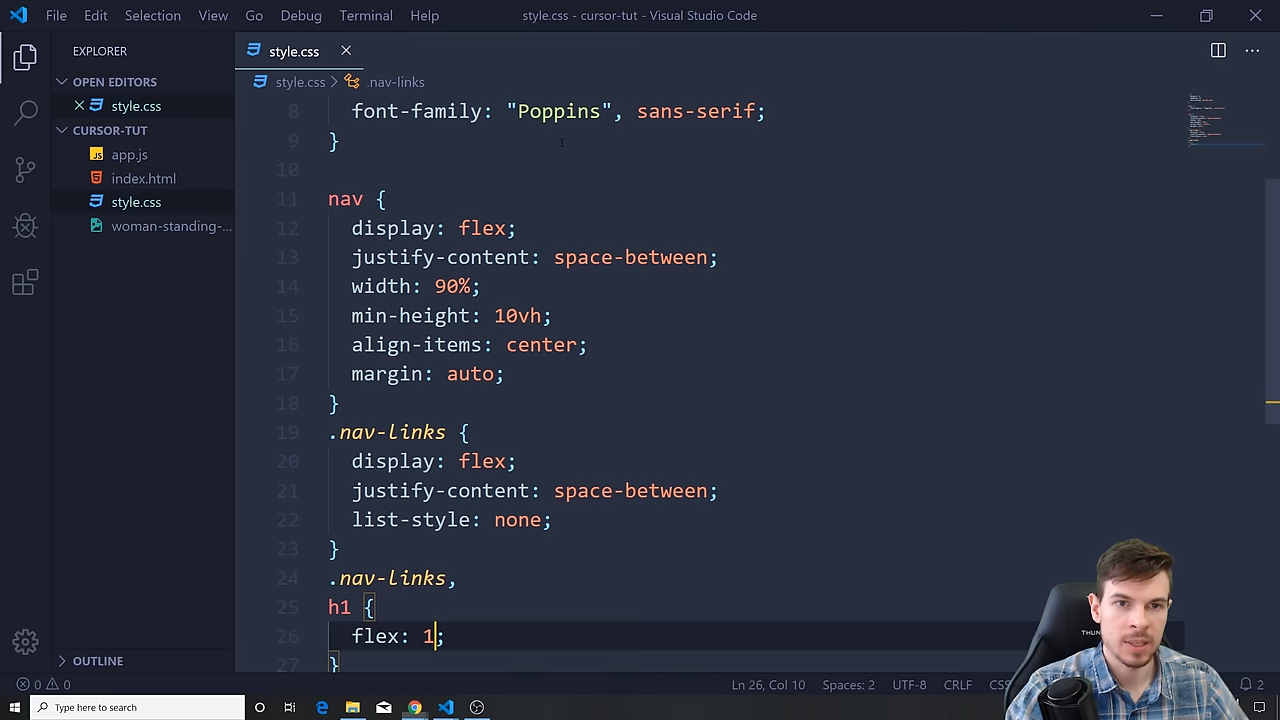 File Edit Selection View Go Debug Terminal Help
style.css - cursor-tut - Visual Studio Code
EXPLORER
OPEN EDITORS
style.css
CURSOR-TUT
app.js
index.html
style.css
woman-standing-...
OUTLINE
style.css
style.css > .nav-links
8 font-family: "Poppins", sans-serif;
9 }
10
11 nav {
12 display: flex;
13 justify-content: space-between;
14 width: 90%;
15 min-height: 10vh;
16 align-items: center;
17 margin: auto;
18 }
19 .nav-links {
20 display: flex;
21 justify-content: space-between;
22 list-style: none;
23 }
24 .nav-links,
25 h1 {
26 flex: 1;
27 }
THUN
0 0
Ln 26, Col 10 Spaces: 2 UTF-8 CRLF CSS
2
Type here to search